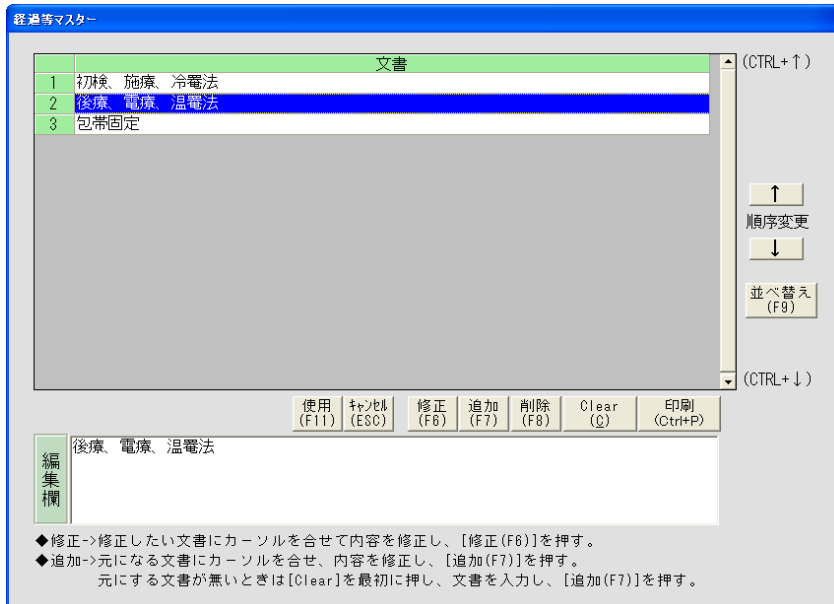 経過等マスター
文書
(CTRL+↑)
1 初検、施療、冷罨法
2 後療、電療、温罨法
3 包帯固定
↑
順序変更
↓
並べ替え
(F9)
(CTRL+↓)
使用
(F11)
キャンセル
(ESC)
修正
(F6)
追加
(F7)
削除
(F8)
Clear
(C)
印刷
(Ctrl+P)
編集欄
後療、電療、温罨法
◆修正->修正したい文書にカーソルを合せて内容を修正し、[修正(F6)]を押す。
◆追加->元になる文書にカーソルを合せ、内容を修正し、[追加(F7)]を押す。
元にする文書が無いときは[Clear]を最初に押し、文書を入力し、[追加(F7)]を押す。